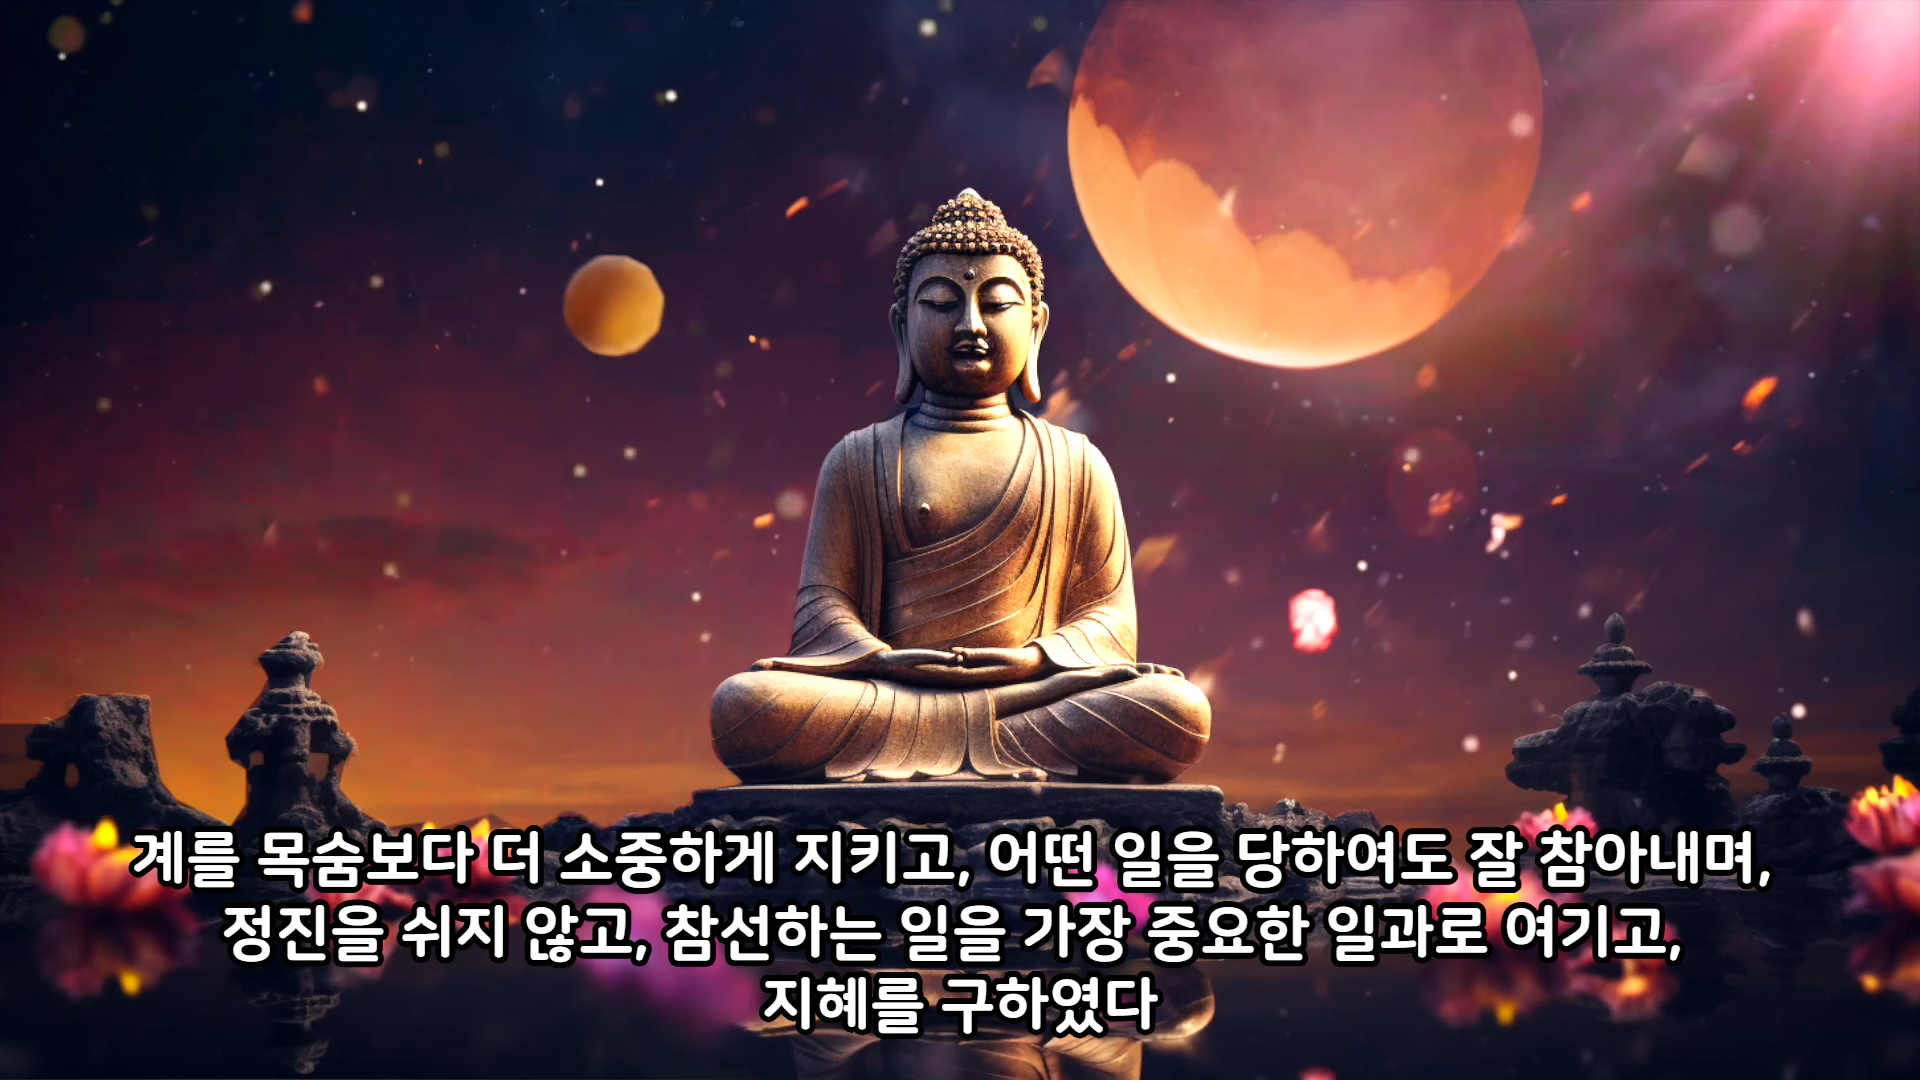 계를 목숨보다 더 소중하게 지키고, 어떤 일을 당하여도 잘 참아내며,
정진을 쉬지 않고, 참선하는 일을 가장 중요한 일과로 여기고,
지혜를 구하였다